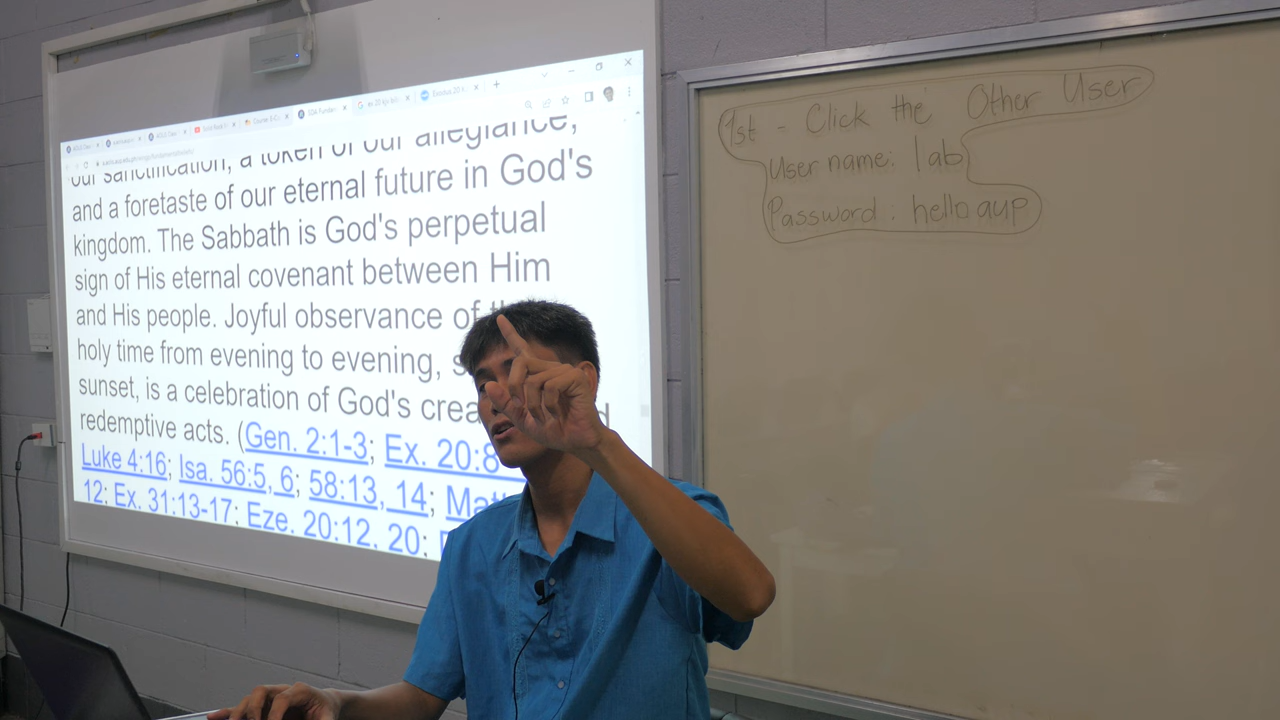 our sanctification, a token of our allegiance,
and a foretaste of our eternal future in God's
kingdom. The Sabbath is God's perpetual
sign of His eternal covenant between Him
and His people. Joyful observance of
holy time from evening to evening,
sunset, is a celebration of God's
redemptive acts. (Gen. 2:1-3; Ex. 20:8
Luke 4:16; Isa. 56:5, 6; 58:13, 14;
12; Ex. 31:13-17; Eze. 20:12, 20;
1st - Click the Other User
User name: lab
Password: helloaup